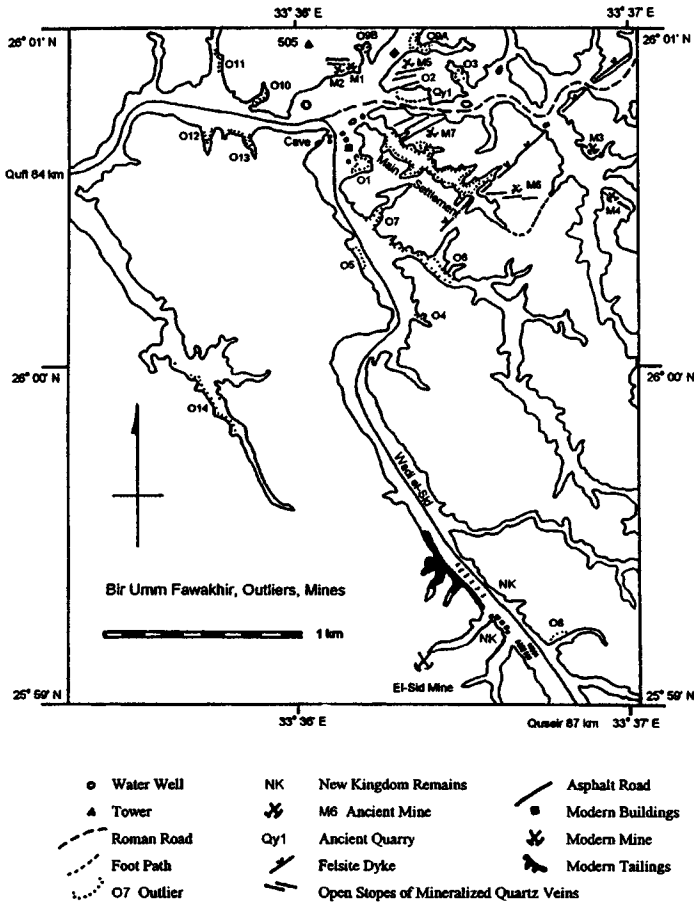 33° 36' E 33° 37' E
26° 01' N 26° 01' N
505 O9B O9A
O11 M5
O10 M2 M1 O2 O3
Qy1
O12 O13 Cave M7 M3
Quft 84 km
O1 Main Settlement M6
M4
O7
O5 O6
O4
26° 00' N 26° 00' N
O14
Wadi el-Sid
Bir Umm Fawakhir, Outliers, Mines
NK
1 km
NK O8
El-Sid Mine
25° 59' N 25° 59' N
33° 36' E Quseir 87 km 33° 37' E
Water Well NK New Kingdom Remains Asphalt Road
Tower M6 Ancient Mine Modern Buildings
Roman Road Qy1 Ancient Quarry Modern Mine
Foot Path Felsite Dyke Modern Tailings
O7 Outlier Open Stopes of Mineralized Quartz Veins